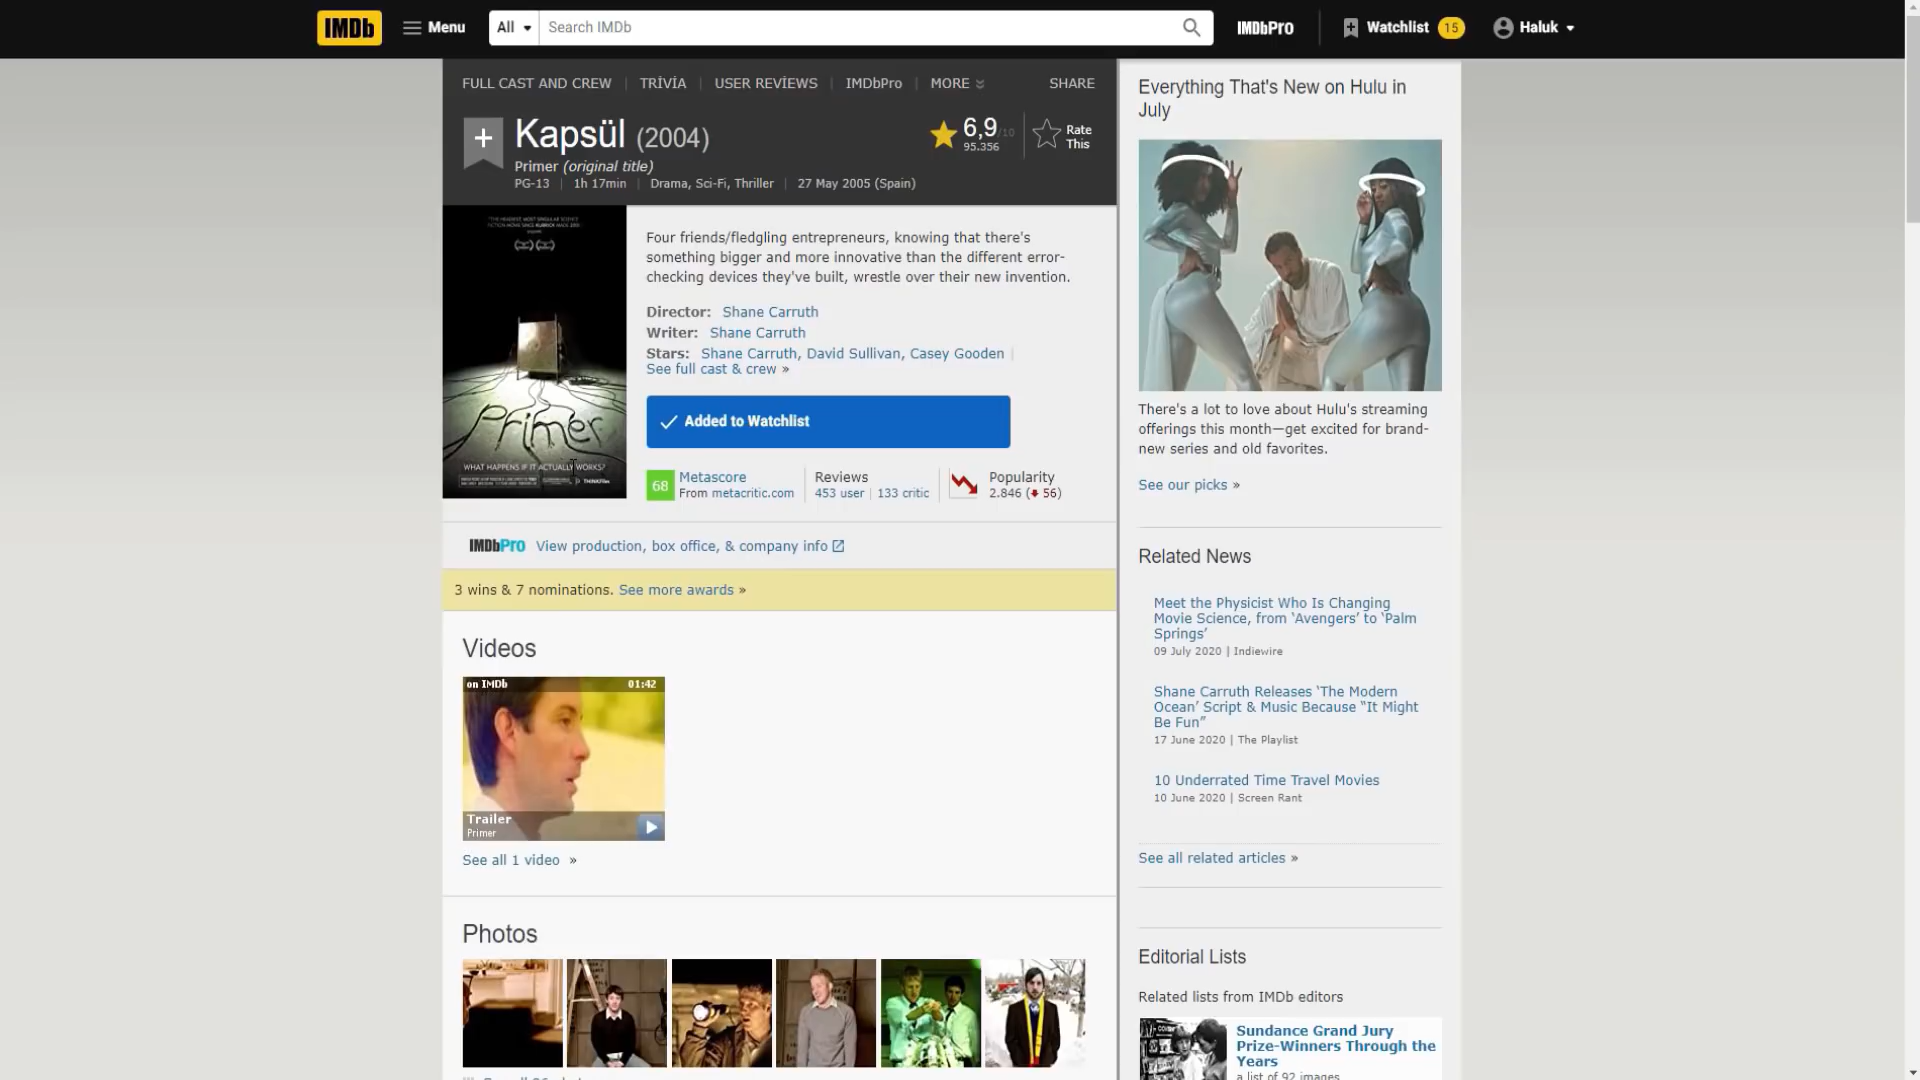 IMDb
Menu
All
Search IMDb
IMDbPro
Watchlist 15
Haluk
FULL CAST AND CREW | TRİVİA | USER REVİEWS | IMDbPro | MORE
SHARE
+ Kapsül (2004)
Primer (original title)
PG-13 | 1h 17min | Drama, Sci-Fi, Thriller | 27 May 2005 (Spain)
6,9/10
95.356
Rate
This
primer
WHAT HAPPENS IF IT ACTUALLY WORKS?
THINKFilm
Four friends/fledgling entrepreneurs, knowing that there's
something bigger and more innovative than the different error-
checking devices they've built, wrestle over their new invention.
Director: Shane Carruth
Writer: Shane Carruth
Stars: Shane Carruth, David Sullivan, Casey Gooden |
See full cast & crew »
Added to Watchlist
68
Metascore
From metacritic.com
Reviews
453 user | 133 critic
Popularity
2.846 (56)
IMDbPro View production, box office, & company info
3 wins & 7 nominations. See more awards »
Videos
on IMDb 01:42
Trailer
Primer
See all 1 video »
Photos
Everything That's New on Hulu in
July
There's a lot to love about Hulu's streaming
offerings this month—get excited for brand-
new series and old favorites.
See our picks »
Related News
Meet the Physicist Who Is Changing
Movie Science, from ‘Avengers’ to ‘Palm
Springs’
09 July 2020 | Indiewire
Shane Carruth Releases ‘The Modern
Ocean’ Script & Music Because “It Might
Be Fun”
17 June 2020 | The Playlist
10 Underrated Time Travel Movies
10 June 2020 | Screen Rant
See all related articles »
Editorial Lists
Related lists from IMDb editors
Sundance Grand Jury
Prize-Winners Through the
Years
a list of 92 images